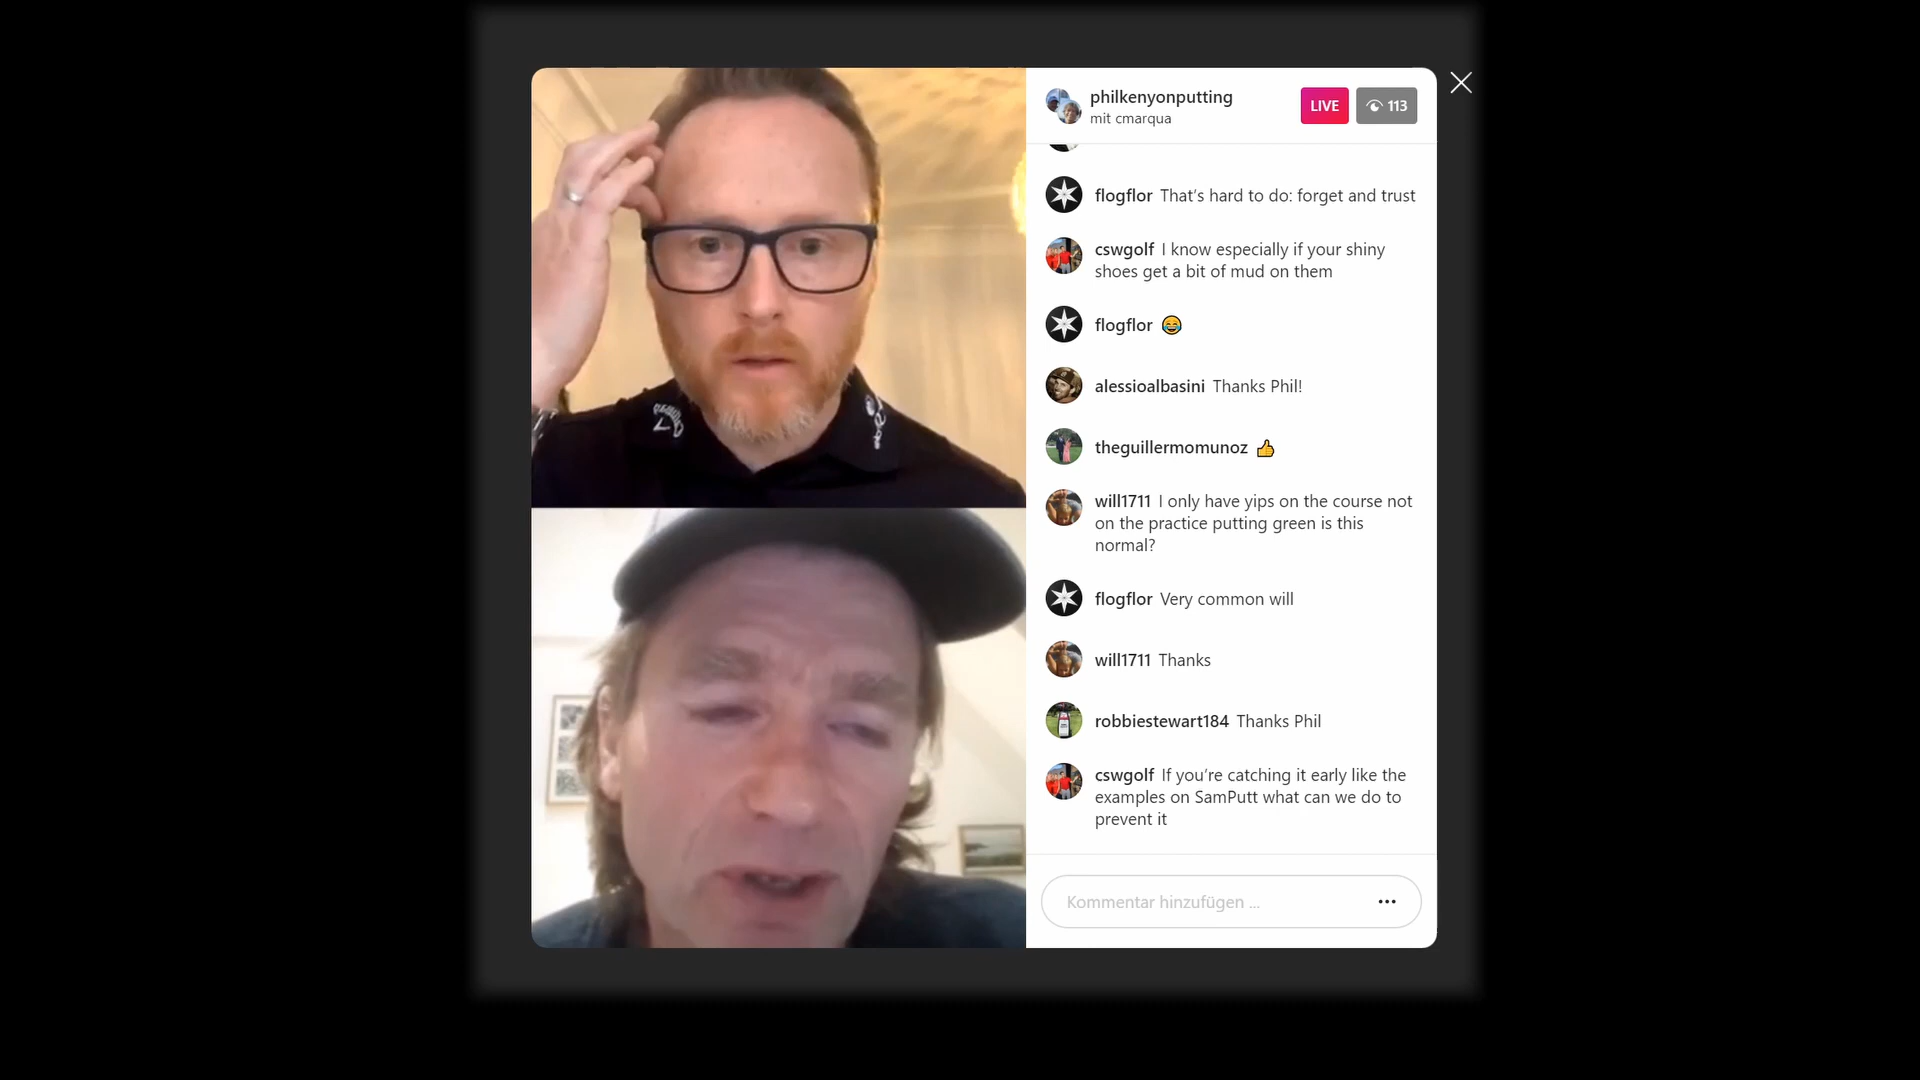 philkenyonputting
mit cmarqua
LIVE
113
flogflor That's hard to do: forget and trust
cswgolf I know especially if your shiny
shoes get a bit of mud on them
flogflor 😂
alessioalbasini Thanks Phil!
theguillermomunoz 👍
will1711 I only have yips on the course not
on the practice putting green is this
normal?
flogflor Very common will
will1711 Thanks
robbiestewart184 Thanks Phil
cswgolf If you're catching it early like the
examples on SamPutt what can we do to
prevent it
Kommentar hinzufügen ...
Callaway